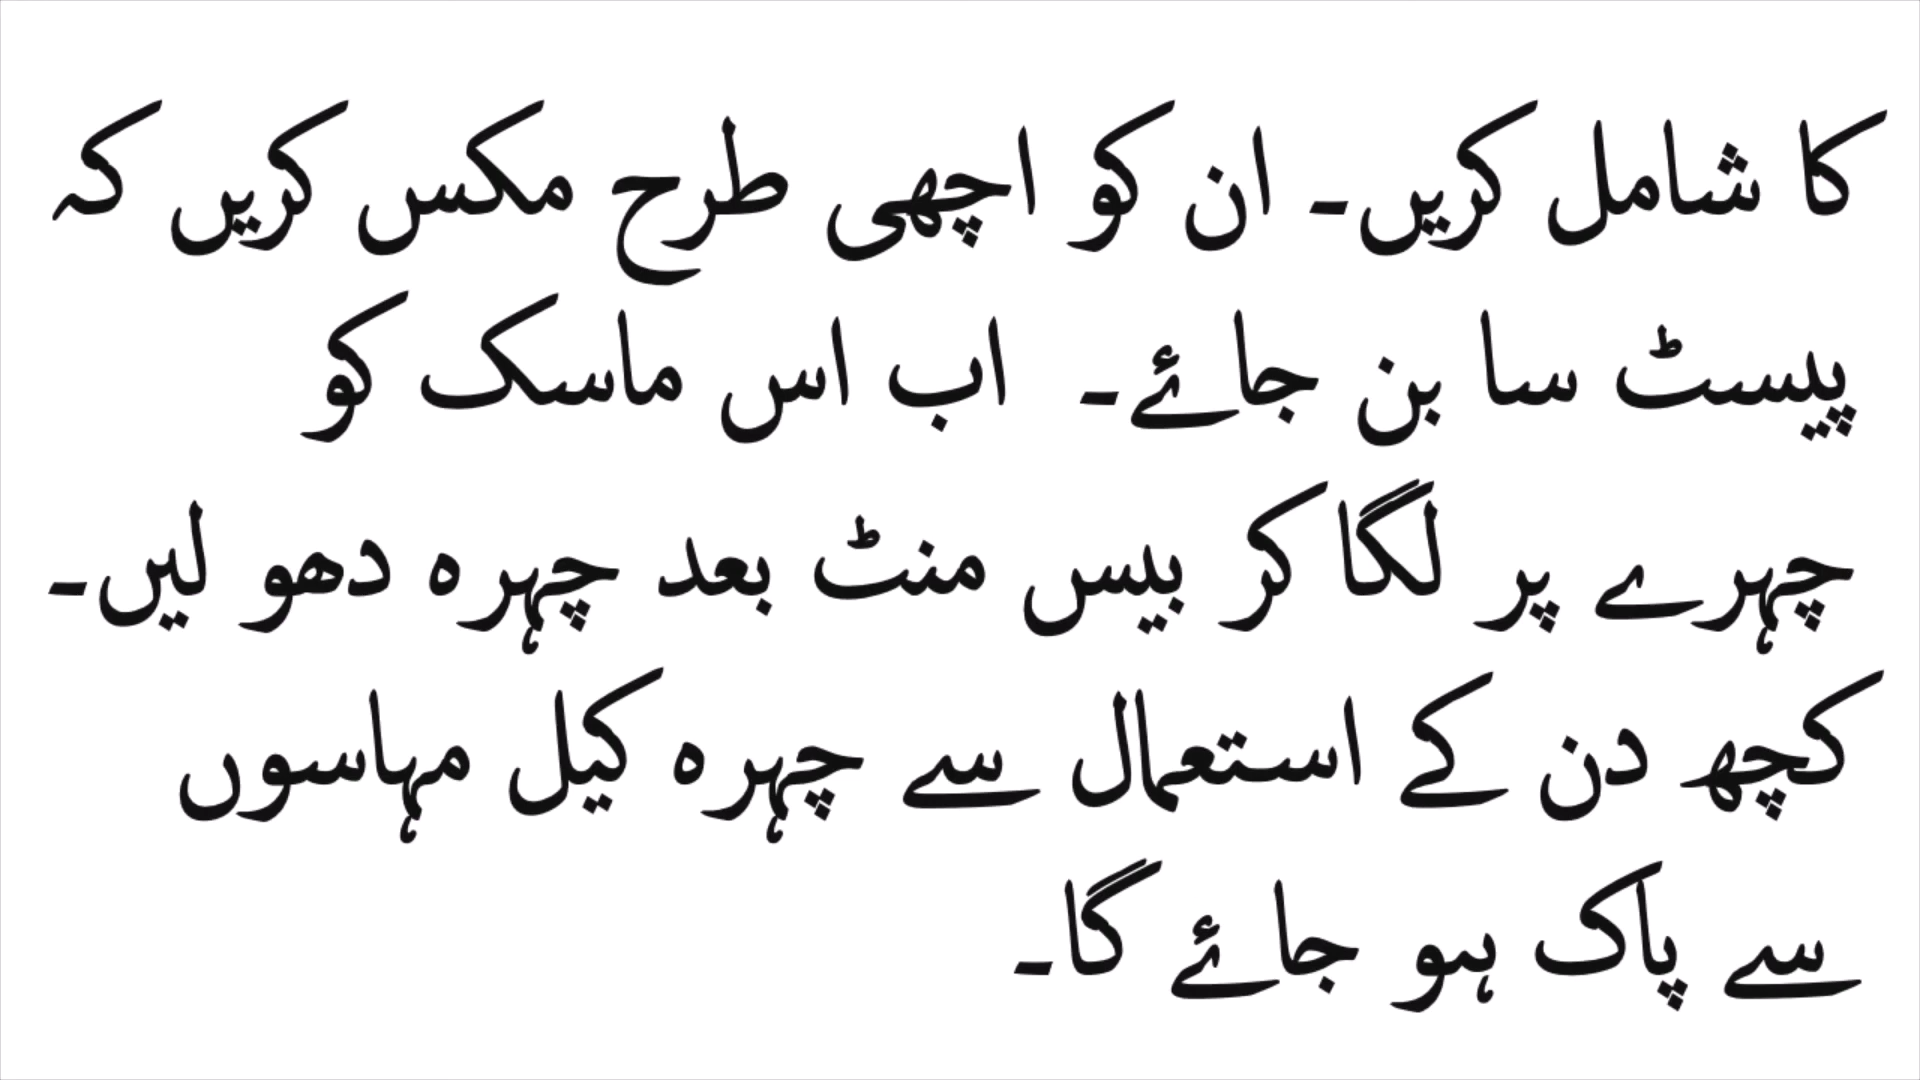 کا شامل کریں۔ ان کو اچھی طرح مکس کریں کہ
پیسٹ سا بن جائے۔ اب اس ماسک کو
چہرے پر لگا کر بیس منٹ بعد چہرہ دھو لیں۔
کچھ دن کے استعمال سے چہرہ کیل مہاسوں
سے پاک ہو جائے گا۔